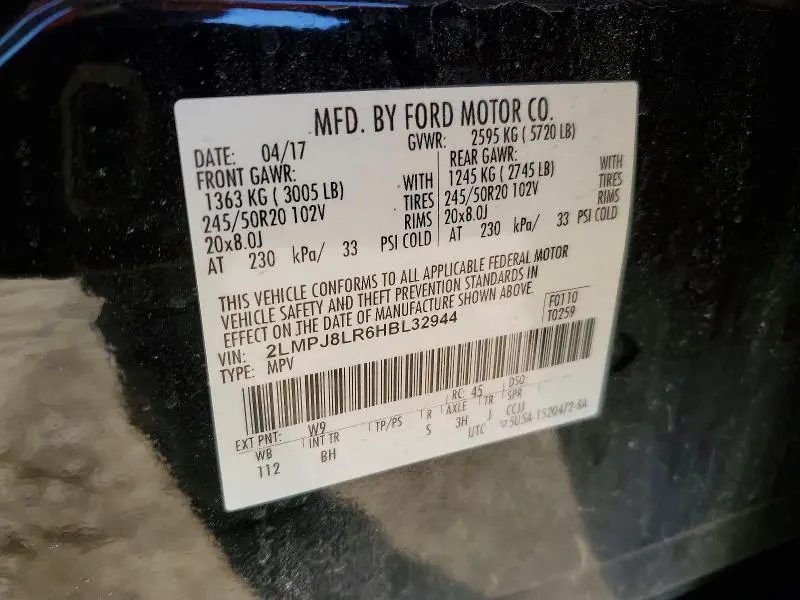 MFD. BY FORD MOTOR CO.
DATE: 04/17 GVWR: 2595 KG ( 5720 LB)
FRONT GAWR: REAR GAWR:
1363 KG ( 3005 LB) WITH 1245 KG ( 2745 LB) WITH
245/50R20 102V TIRES 245/50R20 102V TIRES
20x8.0J RIMS 20x8.0J RIMS
AT 230 kPa/ 33 PSI COLD AT 230 kPa/ 33 PSI COLD
THIS VEHICLE CONFORMS TO ALL APPLICABLE FEDERAL MOTOR
VEHICLE SAFETY AND THEFT PREVENTION STANDARDS IN
EFFECT ON THE DATE OF MANUFACTURE SHOWN ABOVE.
F0110
T0259
VIN: 2LMPJ8LR6HBL32944
TYPE: MPV
EXT PNT: W9 RC: 45 DSO:
WB INT TR TP/PS R AXLE TR SPR
112 BH S 3H J CCJJ
UTC ▽5U5A-1520472-BA